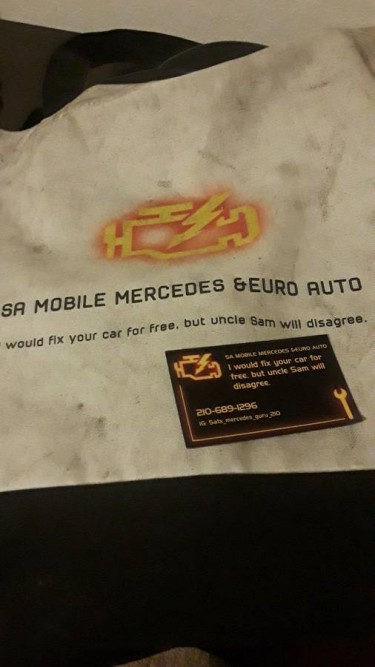 SA MOBILE MERCEDES &EURO AUTO
would fix your car for free, but uncle Sam will disagree.
SA MOBILE MERCEDES &EURO AUTO
I would fix your car for
free, but uncle Sam will
disagree.
210-689-1296
IG: Satx_mercedes_guru_210